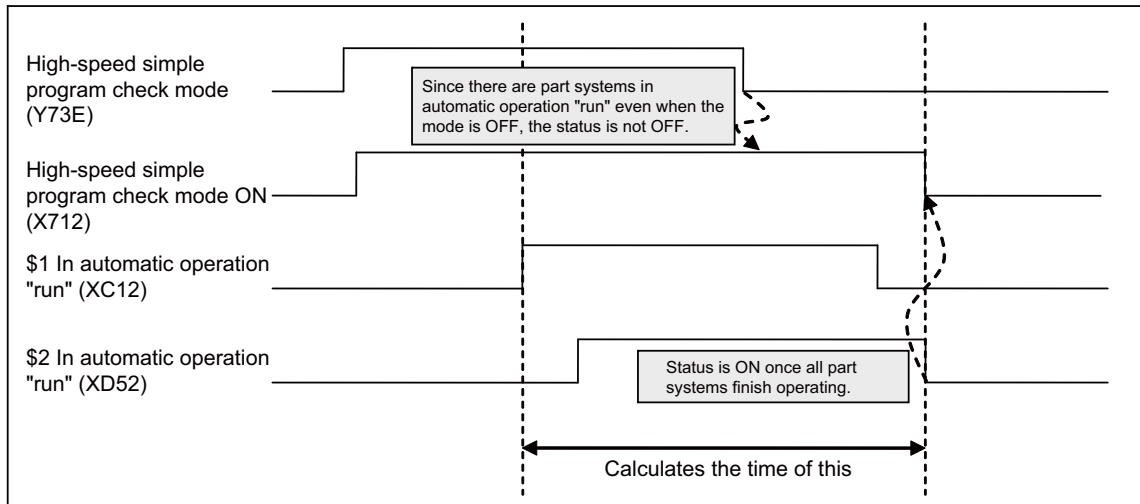 High-speed simple
program check mode
(Y73E)
Since there are part systems in
automatic operation "run" even when the
mode is OFF, the status is not OFF.
High-speed simple
program check mode ON
(X712)
$1 In automatic operation
"run" (XC12)
$2 In automatic operation
"run" (XD52)
Status is ON once all part
systems finish operating.
Calculates the time of this